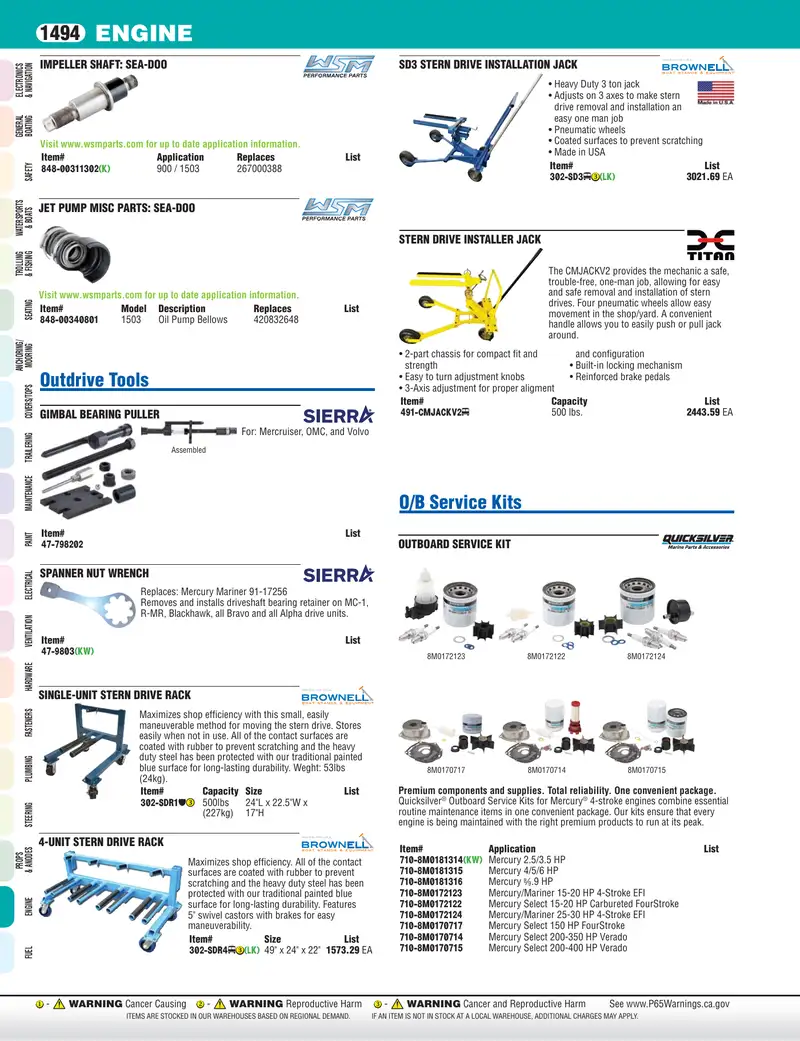 1494 ENGINE
ELECTRONICS
& NAVIGATION
GENERAL
BOATING
SAFETY
WATERSPORTS
& BOATS
TROLLING
& FISHING
SEATING
ANCHORING/
MOORING
COVERS/TOPS
TRAILERING
MAINTENANCE
PAINT
ELECTRICAL
VENTILATION
HARDWARE
FASTENERS
PLUMBING
STEERING
PROPS
& ANODES
ENGINE
FUEL
IMPELLER SHAFT: SEA-DOO
WSM
PERFORMANCE PARTS
Visit www.wsmparts.com for up to date application information.
Item# Application Replaces List
848-00311302(K) 900 / 1503 267000388
JET PUMP MISC PARTS: SEA-DOO
WSM
PERFORMANCE PARTS
Visit www.wsmparts.com for up to date application information.
Item# Model Description Replaces List
848-00340801 1503 Oil Pump Bellows 420832648
Outdrive Tools
GIMBAL BEARING PULLER
SIERRA
For: Mercruiser, OMC, and Volvo
Assembled
Item# List
47-798202
SPANNER NUT WRENCH
SIERRA
Replaces: Mercury Mariner 91-17256
Removes and installs driveshaft bearing retainer on MC-1,
R-MR, Blackhawk, all Bravo and all Alpha drive units.
Item# List
47-9803(KW)
SINGLE-UNIT STERN DRIVE RACK
BROWNELL
BOAT STANDS & EQUIPMENT
Maximizes shop efficiency with this small, easily
maneuverable method for moving the stern drive. Stores
easily when not in use. All of the contact surfaces are
coated with rubber to prevent scratching and the heavy
duty steel has been protected with our traditional painted
blue surface for long-lasting durability. Weght: 53lbs
(24kg).
Item# Capacity Size List
302-SDR1 3 500lbs 24"L x 22.5"W x
(227kg) 17"H
4-UNIT STERN DRIVE RACK
BROWNELL
BOAT STANDS & EQUIPMENT
Maximizes shop efficiency. All of the contact
surfaces are coated with rubber to prevent
scratching and the heavy duty steel has been
protected with our traditional painted blue
surface for long-lasting durability. Features
5" swivel castors with brakes for easy
maneuverability.
Item# Size List
302-SDR4 3(LK) 49" x 24" x 22" 1573.29 EA
SD3 STERN DRIVE INSTALLATION JACK
BROWNELL
BOAT STANDS & EQUIPMENT
• Heavy Duty 3 ton jack
• Adjusts on 3 axes to make stern
drive removal and installation an
easy one man job
• Pneumatic wheels
• Coated surfaces to prevent scratching
• Made in USA
Made in U.S.A.
Item# List
302-SD3 3(LK) 3021.69 EA
STERN DRIVE INSTALLER JACK
TITAN
The CMJACKV2 provides the mechanic a safe,
trouble-free, one-man job, allowing for easy
and safe removal and installation of stern
drives. Four pneumatic wheels allow easy
movement in the shop/yard. A convenient
handle allows you to easily push or pull jack
around.
• 2-part chassis for compact fit and
strength
• Easy to turn adjustment knobs
• 3-Axis adjustment for proper aligment
and configuration
• Built-in locking mechanism
• Reinforced brake pedals
Item# Capacity List
491-CMJACKV2 500 lbs. 2443.59 EA
O/B Service Kits
OUTBOARD SERVICE KIT
QUICKSILVER
Marine Parts & Accessories
8M0172123 8M0172122 8M0172124
8M0170717 8M0170714 8M0170715
Premium components and supplies. Total reliability. One convenient package.
Quicksilver® Outboard Service Kits for Mercury® 4-stroke engines combine essential
routine maintenance items in one convenient package. Our kits ensure that every
engine is being maintained with the right premium products to run at its peak.
Item# Application List
710-8M0181314(KW) Mercury 2.5/3.5 HP
710-8M0181315 Mercury 4/5/6 HP
710-8M0181316 Mercury 8/9.9 HP
710-8M0172123 Mercury/Mariner 15-20 HP 4-Stroke EFI
710-8M0172122 Mercury Select 15-20 HP Carbureted FourStroke
710-8M0172124 Mercury/Mariner 25-30 HP 4-Stroke EFI
710-8M0170717 Mercury Select 150 HP FourStroke
710-8M0170714 Mercury Select 200-350 HP Verado
710-8M0170715 Mercury Select 200-400 HP Verado
1 - WARNING Cancer Causing 2 - WARNING Reproductive Harm 3 - WARNING Cancer and Reproductive Harm See www.P65Warnings.ca.gov
ITEMS ARE STOCKED IN OUR WAREHOUSES BASED ON REGIONAL DEMAND. IF AN ITEM IS NOT IN STOCK AT A LOCAL WAREHOUSE, ADDITIONAL CHARGES MAY APPLY.